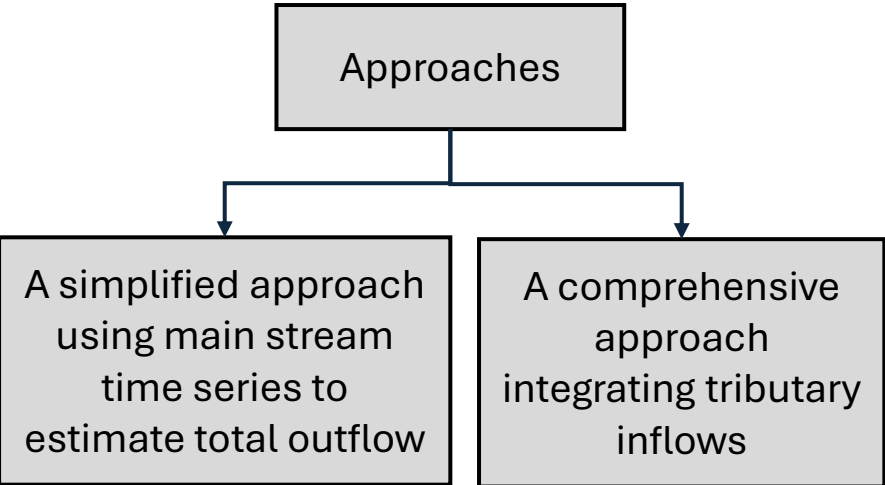 Approaches
A simplified approach
using main stream
time series to
estimate total outflow
A comprehensive
approach
integrating tributary
inflows